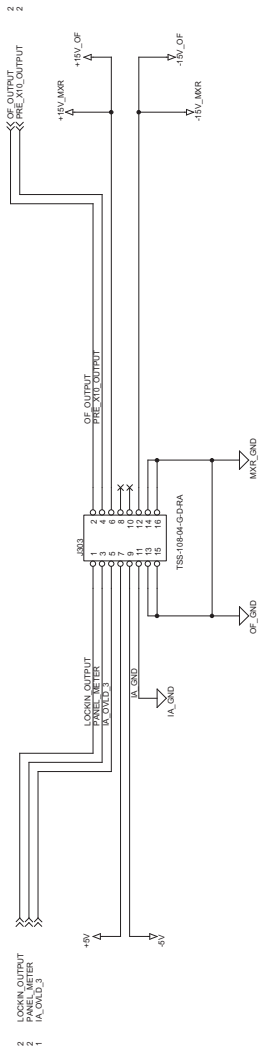 2 LOCKIN_OUTPUT
2 PANEL_METER
1 IA_OVLD_3
+5V
-5V
LOCKIN_OUTPUT
PANEL_METER
IA_OVLD_3
IA_GND
IA_GND
OF_GND
J303
1 2
3 4
5 6
7 8
9 10
11 12
13 14
15 16
TSS-108-04-G-D-RA
MXR_GND
OF_OUTPUT
PRE_X10_OUTPUT
+15V_MXR
+15V_OF
-15V_MXR
-15V_OF
OF_OUTPUT 2
PRE_X10_OUTPUT 2